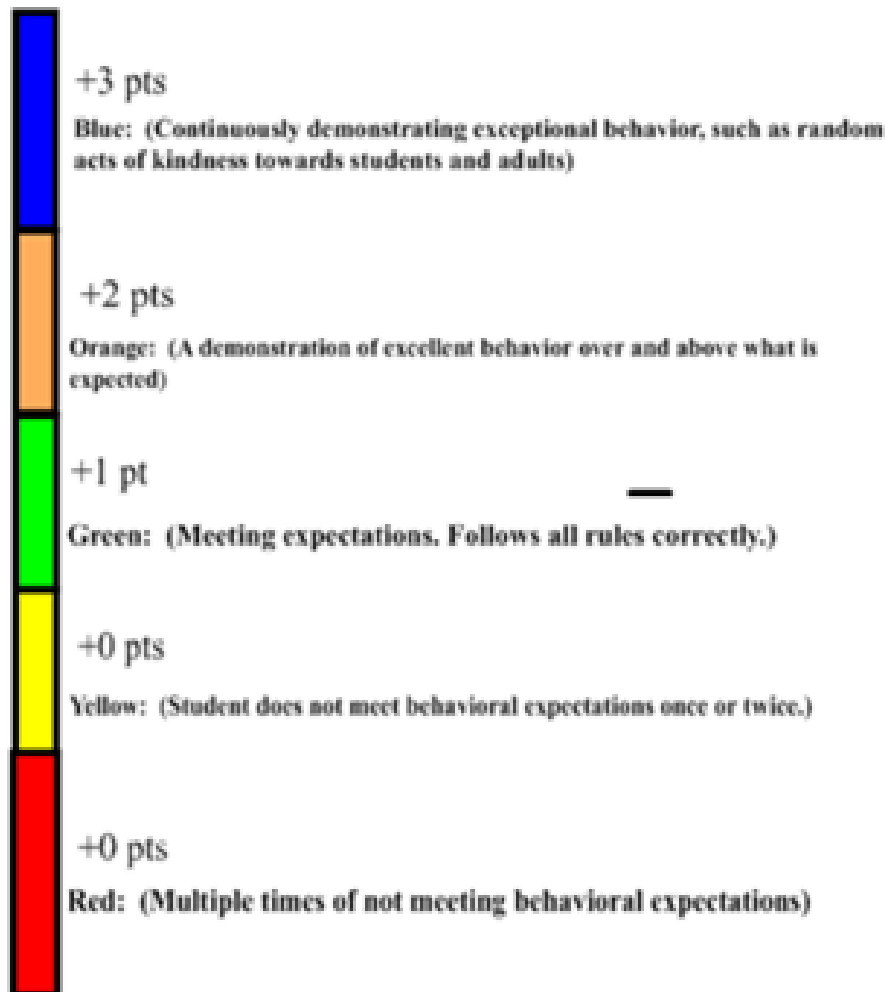 +3 pts
Blue: (Continuously demonstrating exceptional behavior, such as random
acts of kindness towards students and adults)
+2 pts
Orange: (A demonstration of excellent behavior over and above what is
expected)
+1 pt
Green: (Meeting expectations. Follows all rules correctly.)
+0 pts
Yellow: (Student does not meet behavioral expectations once or twice.)
+0 pts
Red: (Multiple times of not meeting behavioral expectations)